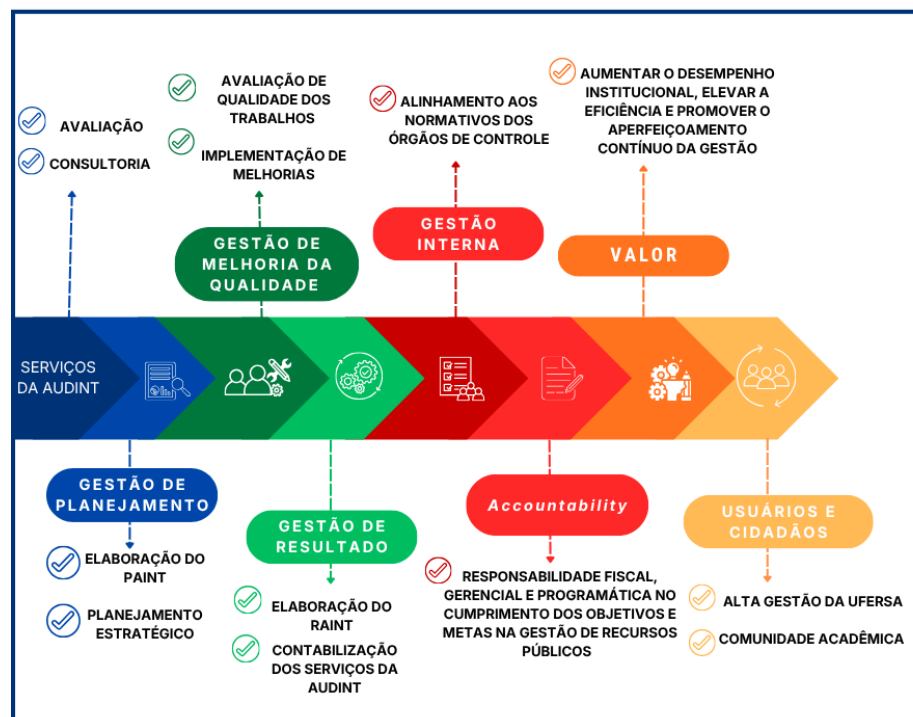 AVALIAÇÃO
CONSULTORIA
AVALIAÇÃO DE
QUALIDADE DOS
TRABALHOS
IMPLEMENTAÇÃO DE
MELHORIAS
ALINHAMENTO AOS
NORMATIVOS DOS
ÓRGÃOS DE CONTROLE
AUMENTAR O DESEMPENHO
INSTITUCIONAL, ELEVAR A
EFICIÊNCIA E PROMOVER O
APERFEIÇOAMENTO
CONTÍNUO DA GESTÃO
GESTÃO DE
MELHORIA DA
QUALIDADE
GESTÃO
INTERNA
VALOR
SERVIÇOS
DA AUDINT
GESTÃO DE
PLANEJAMENTO
ELABORAÇÃO DO
PAINT
PLANEJAMENTO
ESTRATÉGICO
GESTÃO DE
RESULTADO
ELABORAÇÃO DO
RAINT
CONTABILIZAÇÃO
DOS SERVIÇOS DA
AUDINT
Accountability
RESPONSABILIDADE FISCAL,
GERENCIAL E PROGRAMÁTICA NO
CUMPRIMENTO DOS OBJETIVOS E
METAS NA GESTÃO DE RECURSOS
PÚBLICOS
USUÁRIOS E
CIDADÃOS
ALTA GESTÃO DA UFERSA
COMUNIDADE ACADÊMICA